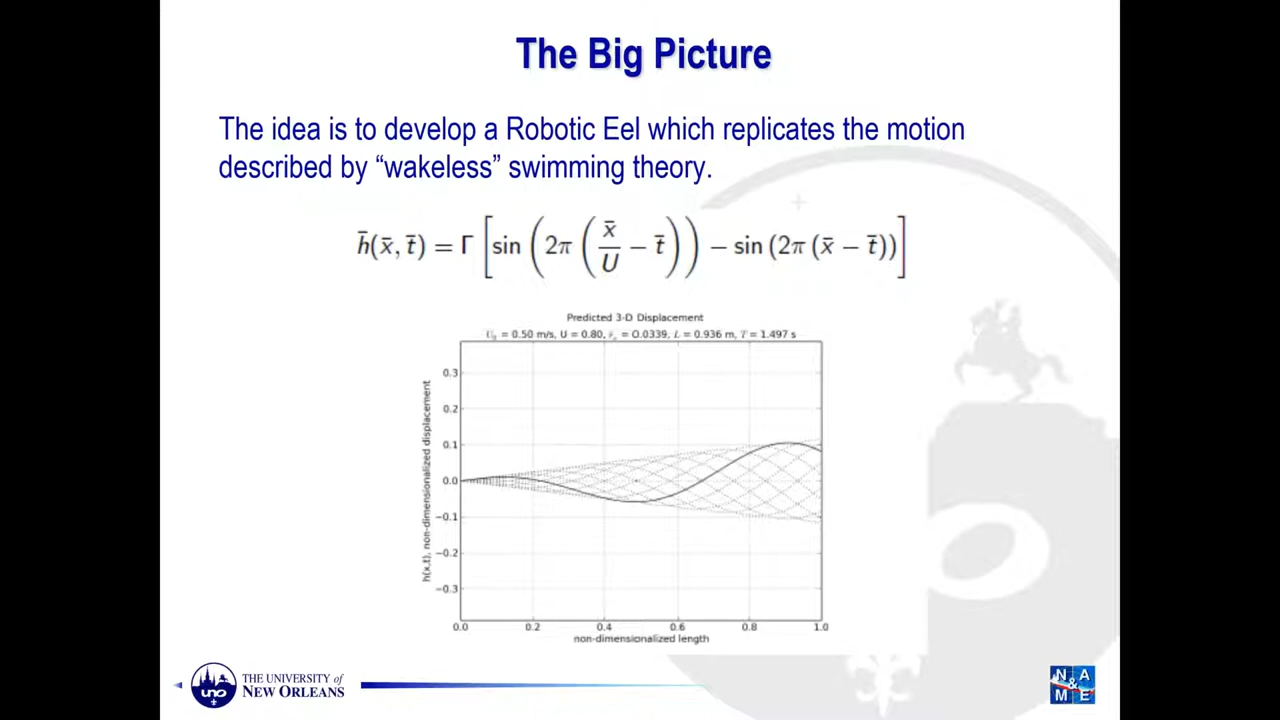 The Big Picture
The idea is to develop a Robotic Eel which replicates the motion
described by “wakeless” swimming theory.
h̄(x̄, t̄) = Γ [sin (2π (x̄/U − t̄)) − sin (2π (x̄ − t̄))]
Predicted 3-D Displacement
= 0.50 m/s, U = 0.80, = 0.0339, L = 0.936 m, T = 1.497 s
h(x,t), non-dimensionalized displacement
0.3
0.2
0.1
0.0
−0.1
−0.2
−0.3
0.0 0.2 0.4 0.6 0.8 1.0
non-dimensionalized length
uno
THE UNIVERSITY of
NEW ORLEANS
N A
&
M E